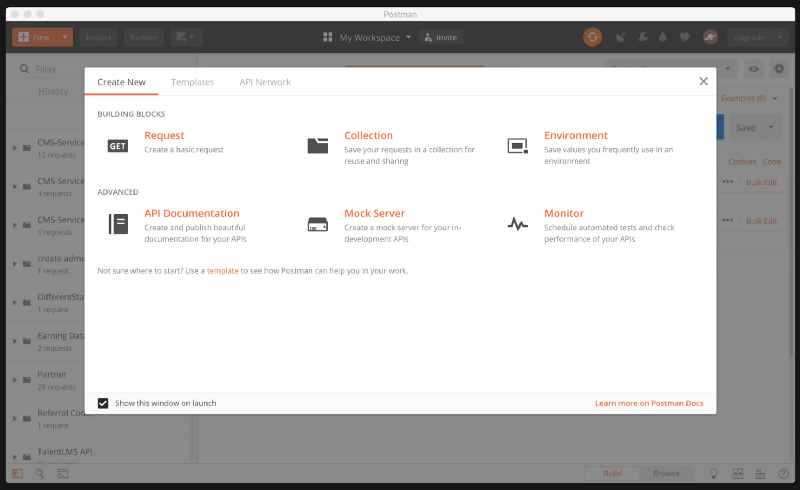 Postman
New
Import
Runner
My Workspace
Invite
Upgrade
Filter
History
Create New
Templates
API Network
Examples (0)
BUILDING BLOCKS
Save
CMS-Service
12 requests
GET
Request
Create a basic request
Collection
Save your requests in a collection for
reuse and sharing
Environment
Save values you frequently use in an
environment
Cookies
Code
CMS-Service
4 requests
Bulk Edit
ADVANCED
CMS-Service
6 requests
API Documentation
Create and publish beautiful
documentation for your APIs
Mock Server
Create a mock server for your in-
development APIs
Monitor
Schedule automated tests and check
performance of your APIs
Bulk Edit
create admi
1 request
Not sure where to start? Use a template to see how Postman can help you in your work.
DifferentSta
1 request
Earning Data
2 requests
Partner
29 requests
Show this window on launch
Learn more on Postman Docs
Referral Code
1 request
TalentLMS API
Build
Browse